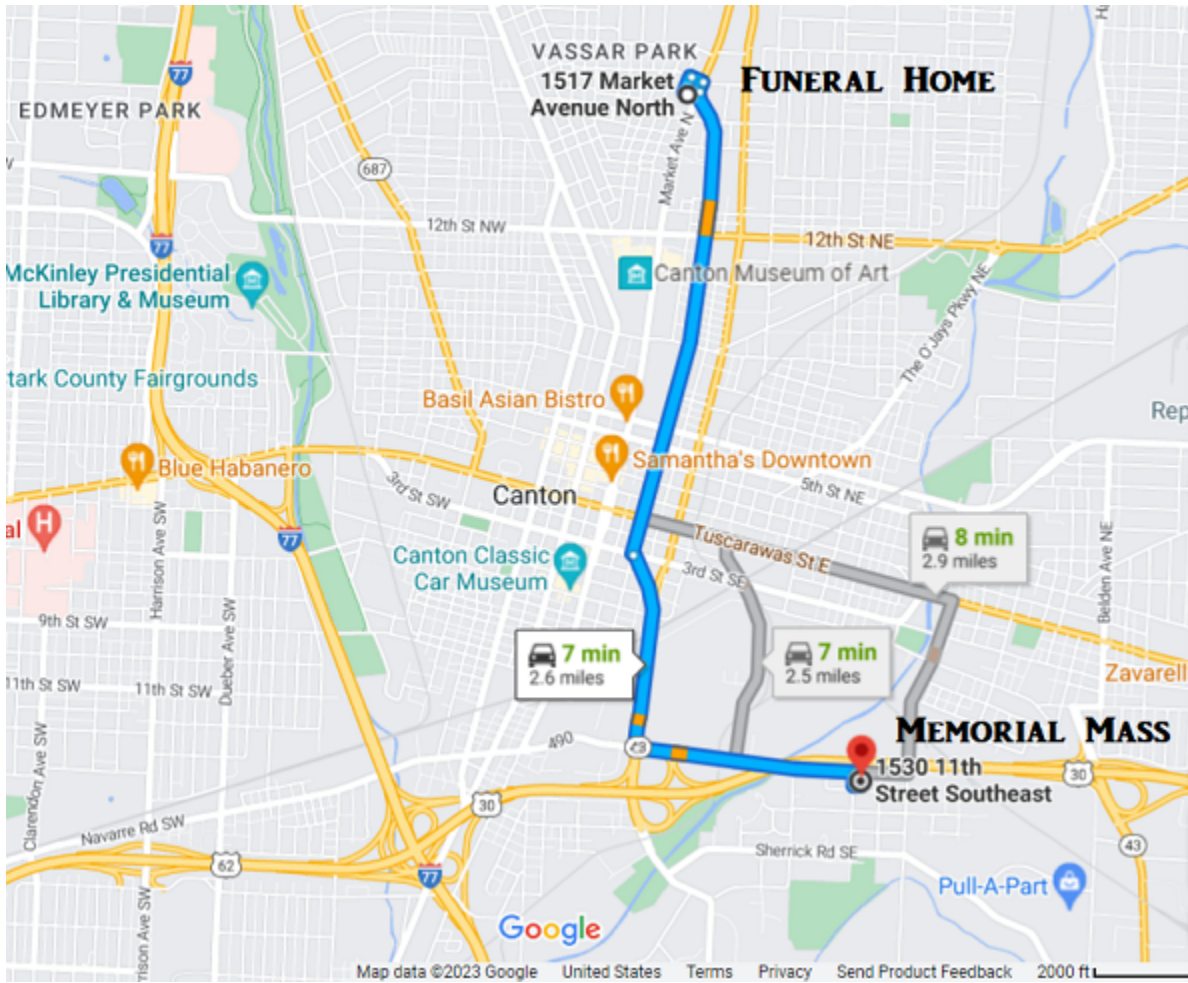 VASSAR PARK
1517 Market
Avenue North
FUNERAL HOME
77
EDMEYER PARK
687
Market Ave N
12th St NW
12th St NE
77
McKinley Presidential
Library & Museum
Canton Museum of Art
The O'Jays Pkwy NE
tark County Fairgrounds
Basil Asian Bistro
Rep
Blue Habanero
Samantha's Downtown
3rd St SW
5th St NE
Canton
al
H
77
Harrison Ave SW
Tuscarawas St E
8 min
2.9 miles
Canton Classic
Car Museum
3rd St SE
Belden Ave NE
9th St SW
Dueber Ave SW
7 min
2.6 miles
7 min
2.5 miles
11th St SW
11th St SW
Zavarell
Clarendon Ave SW
490
43
MEMORIAL MASS
1530 11th
Street Southeast
30
30
Navarre Rd SW
62
77
Sherrick Rd SE
43
Pull-A-Part
rison Ave SW
Google
Map data ©2023 Google United States Terms Privacy Send Product Feedback 2000 ft